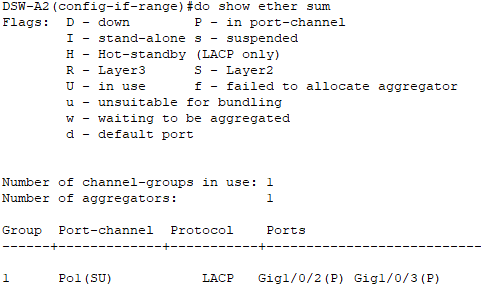 DSW-A2(config-if-range)#do show ether sum
Flags:  D - down        P - in port-channel
        I - stand-alone s - suspended
        H - Hot-standby (LACP only)
        R - Layer3      S - Layer2
        U - in use      f - failed to allocate aggregator
        u - unsuitable for bundling
        w - waiting to be aggregated
        d - default port
Number of channel-groups in use: 1
Number of aggregators:           1
Group  Port-channel  Protocol    Ports
------+-------------+-----------+----------------------------
1      Po1(SU)           LACP   Gig1/0/2(P) Gig1/0/3(P)